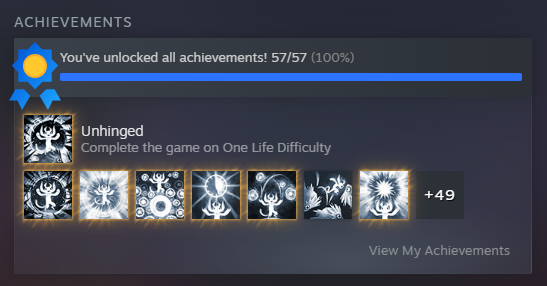 ACHIEVEMENTS
You've unlocked all achievements! 57/57 (100%)
Unhinged
Complete the game on One Life Difficulty
+49
View My Achievements